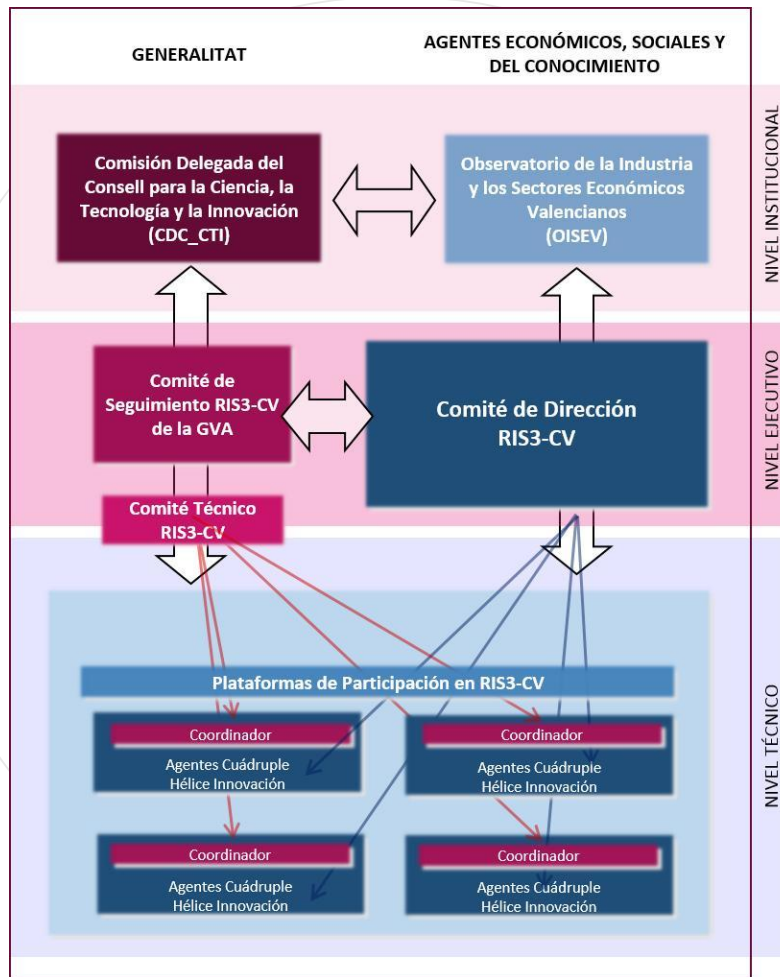 GENERALITAT
AGENTES ECONÓMICOS, SOCIALES Y
DEL CONOCIMIENTO
Comisión Delegada del
Consell para la Ciencia, la
Tecnología y la Innovación
(CDC_CTI)
Observatorio de la Industria
y los Sectores Económicos
Valencianos
(OISEV)
NIVEL INSTITUCIONAL
Comité de
Seguimiento RIS3-CV
de la GVA
Comité de Dirección
RIS3-CV
NIVEL EJECUTIVO
Comité Técnico
RIS3-CV
Plataformas de Participación en RIS3-CV
Coordinador
Agentes Cuádruple
Hélice Innovación
Coordinador
Agentes Cuádruple
Hélice Innovación
Coordinador
Agentes Cuádruple
Hélice Innovación
Coordinador
Agentes Cuádruple
Hélice Innovación
NIVEL TÉCNICO